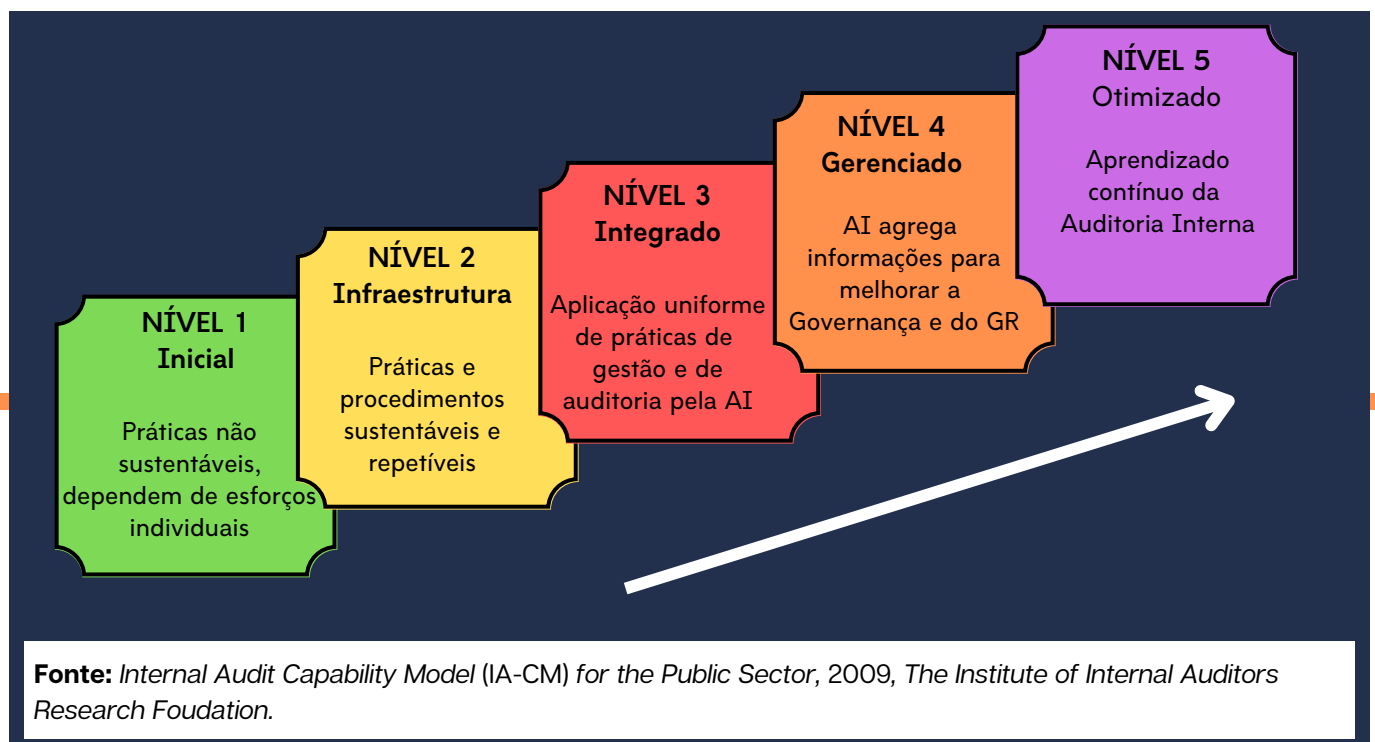 NÍVEL 1
Inicial
Práticas não
sustentáveis,
dependem de esforços
individuais
NÍVEL 2
Infraestrutura
Práticas e
procedimentos
sustentáveis e
repetíveis
NÍVEL 3
Integrado
Aplicação uniforme
de práticas de
gestão e de
auditoria pela AI
NÍVEL 4
Gerenciado
AI agrega
informações para
melhorar a
Governança e do GR
NÍVEL 5
Otimizado
Aprendizado
contínuo da
Auditoria Interna
Fonte: Internal Audit Capability Model (IA-CM) for the Public Sector, 2009, The Institute of Internal Auditors
Research Foudation.